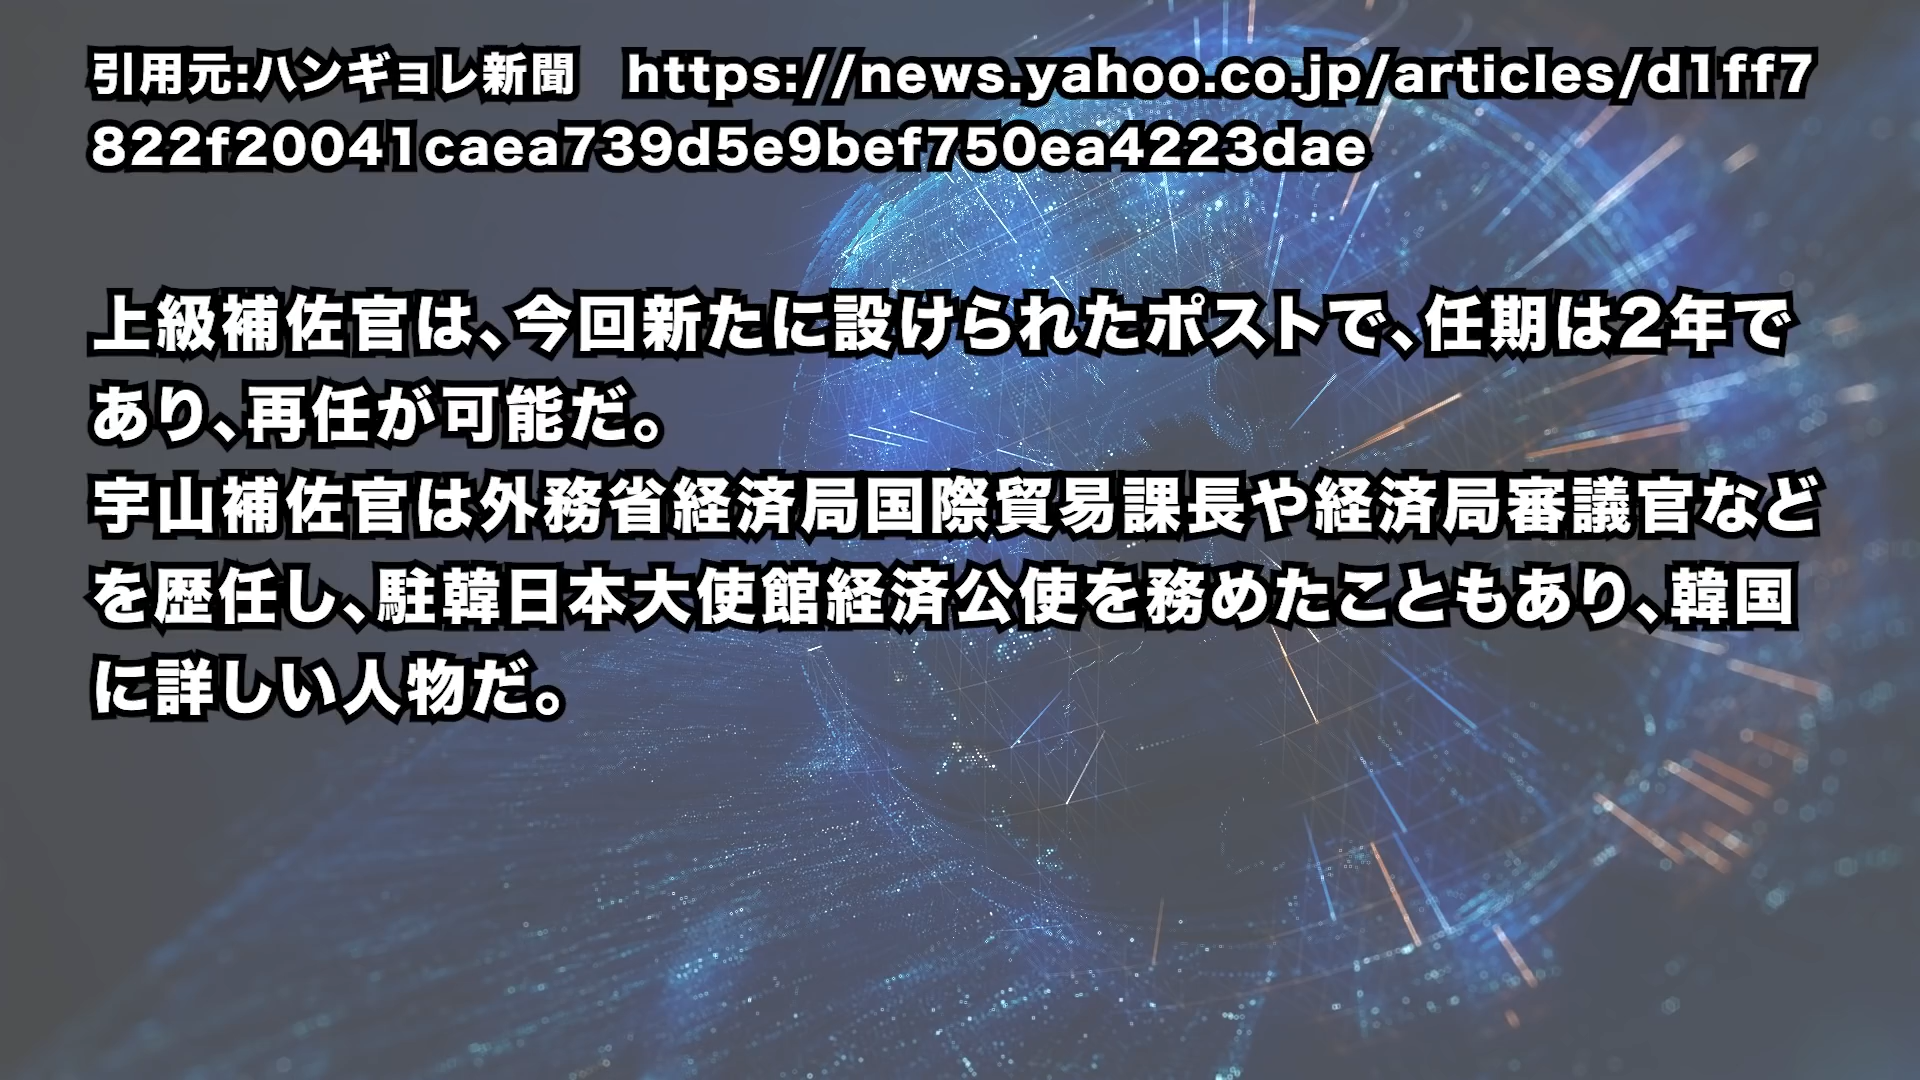 引用元:ハンギョレ新聞　https://news.yahoo.co.jp/articles/d1ff7
822f20041caea739d5e9bef750ea4223dae
上級補佐官は、今回新たに設けられたポストで、任期は2年で
あり、再任が可能だ。
宇山補佐官は外務省経済局国際貿易課長や経済局審議官など
を歴任し、駐韓日本大使館経済公使を務めたこともあり、韓国
に詳しい人物だ。